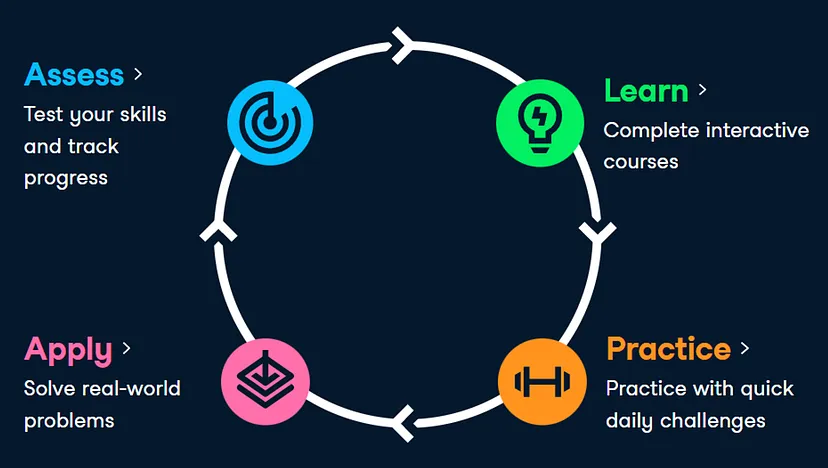 Assess >
Test your skills
and track
progress
Learn >
Complete interactive
courses
Apply >
Solve real-world
problems
Practice >
Practice with quick
daily challenges